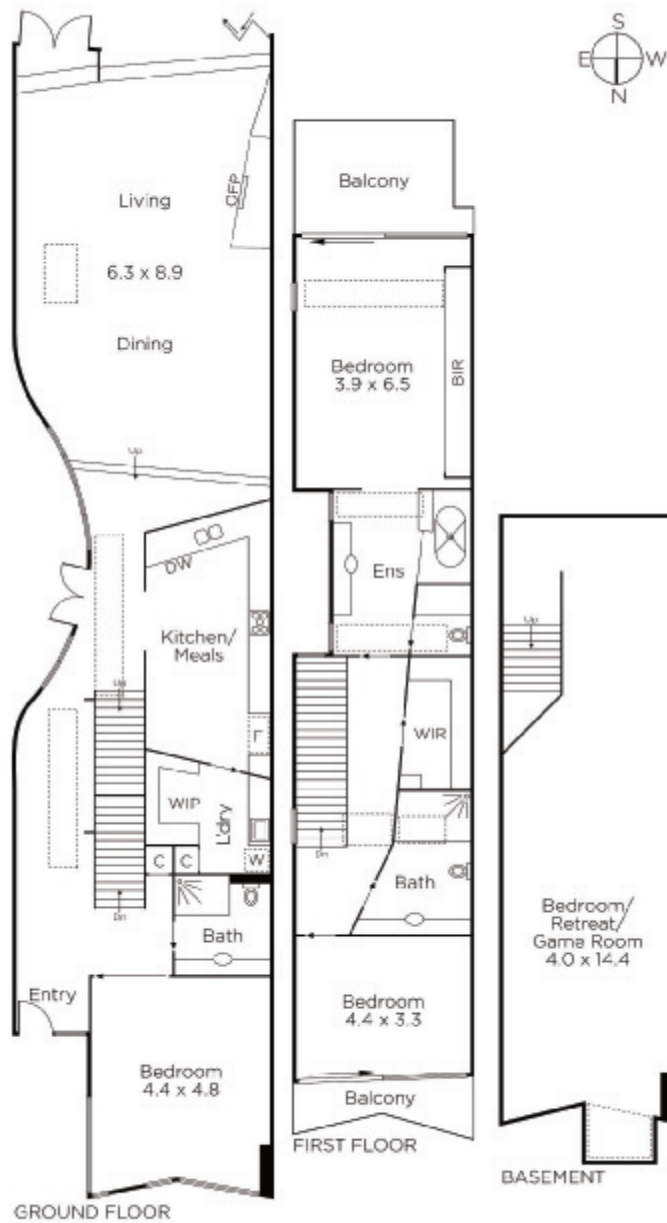 S
E W
N
Living
OFP
6.3 x 8.9
Dining
Up
DW
Kitchen/
Meals
Up
F
WIP
L'dry
C C
W
Dn
Bath
Entry
Bedroom
4.4 x 4.8
GROUND FLOOR
Balcony
Bedroom
3.9 x 6.5
BIR
Ens
WIR
Dn
Bath
Bedroom
4.4 x 3.3
Balcony
FIRST FLOOR
Up
Bedroom/
Retreat/
Game Room
4.0 x 14.4
BASEMENT